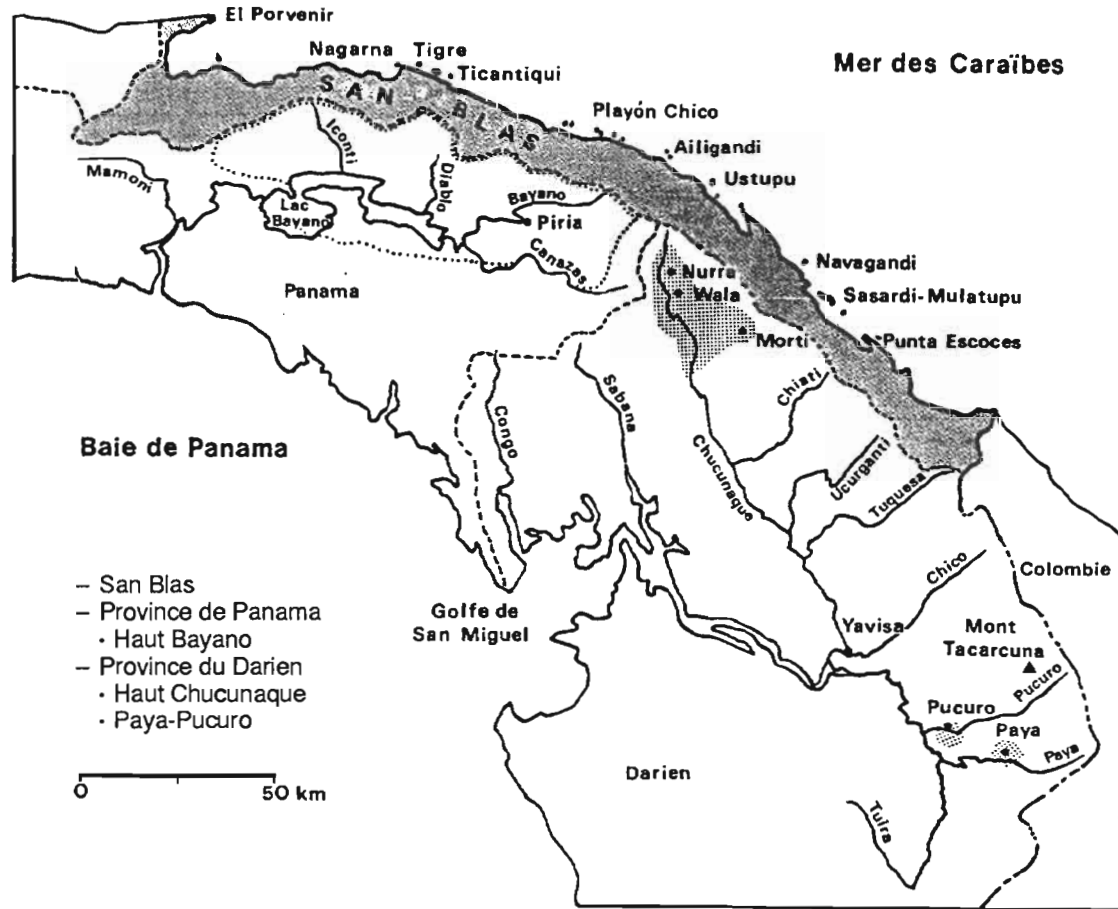 El Porvenir
Nagarna
Tigre
Ticantiqui
Mer des Caraïbes
SAN BLAS
Playón Chico
Ailigandi
Ustupu
Iconti
Diablo
Mamoni
Lac
Bayano
Bayano
Piria
Canazas
Panama
Navagandi
Nurra
Wala
Sasardi-Mulatupu
Morti
Punta Escoces
Chiati
Sabana
Congo
Chucunaque
Ucurganti
Tuquesa
Baie de Panama
Chico
Colombie
– San Blas
– Province de Panama
• Haut Bayano
– Province du Darien
• Haut Chucunaque
• Paya-Pucuro
Golfe de
San Miguel
Yavisa
Mont
Tacarcuna
Pucuro
Pucuro
Paya
Paya
Darien
0 50 km
Tuira